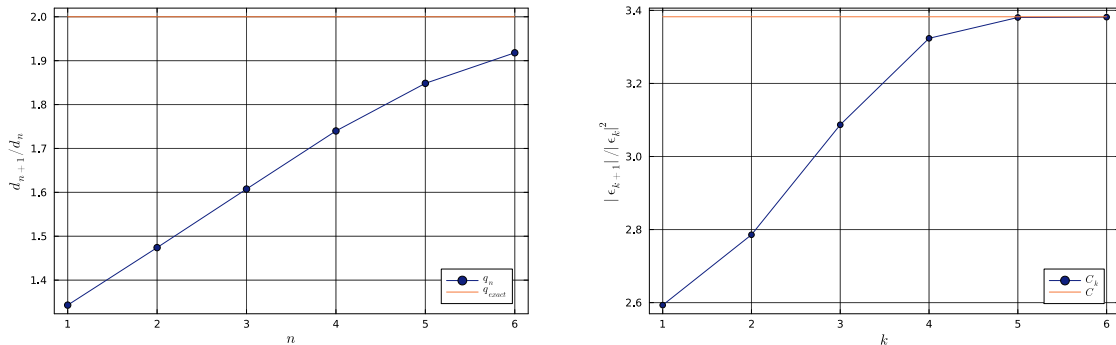 2.0
1.9
1.8
1.7
1.6
1.5
1.4
d_{n+1}/d_n
1 2 3 4 5 6
n
q_n
q_{exact}
3.4
3.2
3.0
2.8
2.6
|ϵ_{k+1}|/|ϵ_k|^2
1 2 3 4 5 6
k
C_k
C